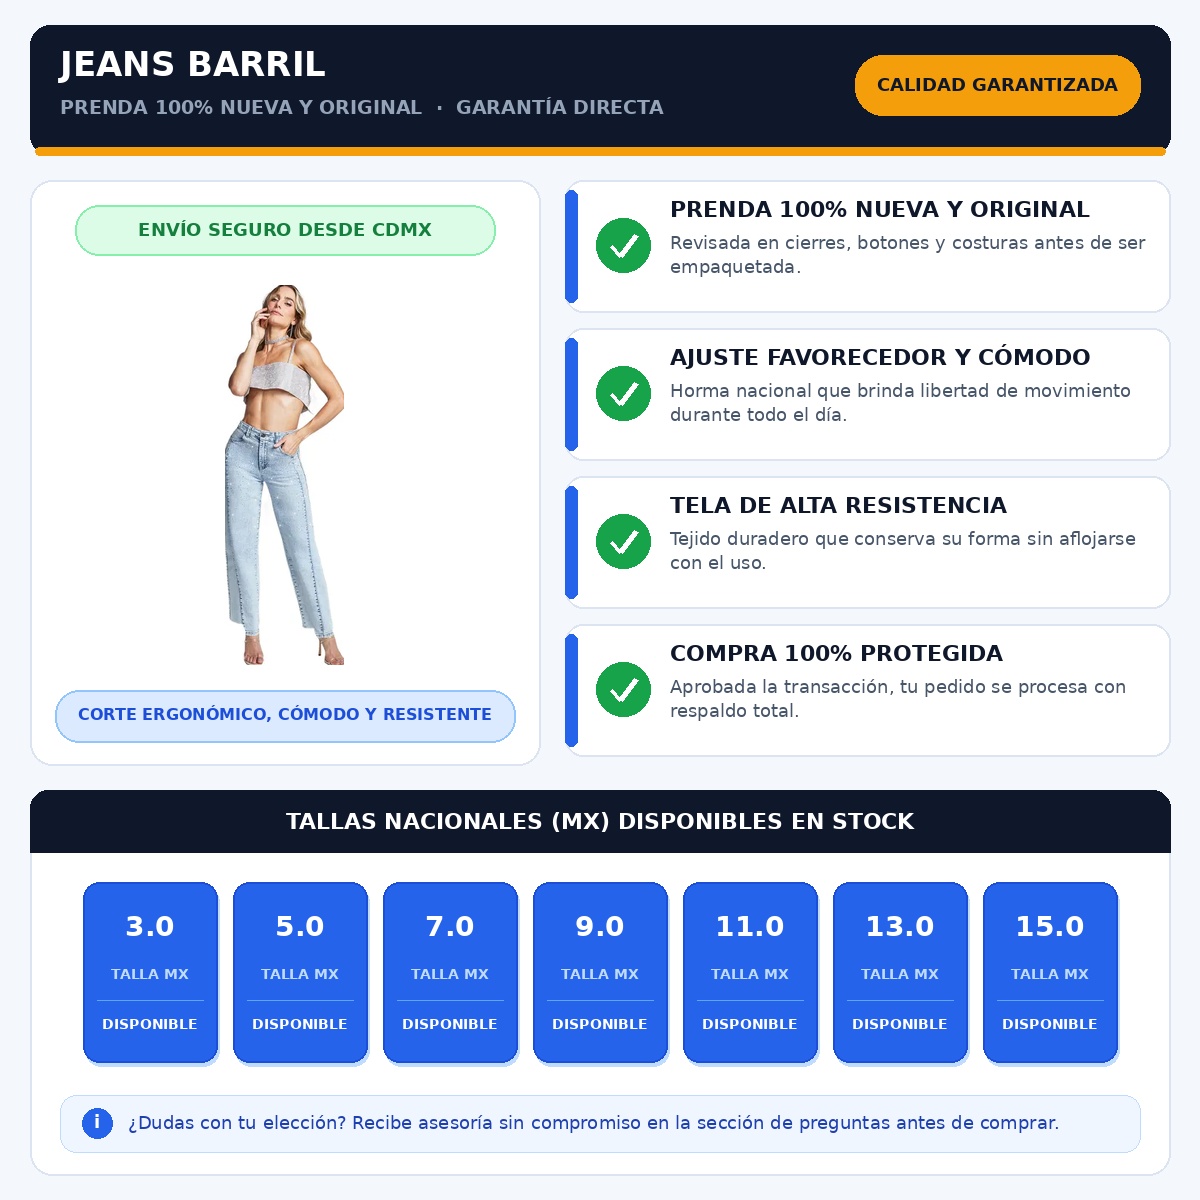 JEANS BARRIL
PRENDA 100% NUEVA Y ORIGINAL · GARANTÍA DIRECTA
CALIDAD GARANTIZADA
ENVÍO SEGURO DESDE CDMX
CORTE ERGONÓMICO, CÓMODO Y RESISTENTE
PRENDA 100% NUEVA Y ORIGINAL
Revisada en cierres, botones y costuras antes de ser
empaquetada.
AJUSTE FAVORECEDOR Y CÓMODO
Horma nacional que brinda libertad de movimiento
durante todo el día.
TELA DE ALTA RESISTENCIA
Tejido duradero que conserva su forma sin aflojarse
con el uso.
COMPRA 100% PROTEGIDA
Aprobada la transacción, tu pedido se procesa con
respaldo total.
TALLAS NACIONALES (MX) DISPONIBLES EN STOCK
3.0
TALLA MX
DISPONIBLE
5.0
TALLA MX
DISPONIBLE
7.0
TALLA MX
DISPONIBLE
9.0
TALLA MX
DISPONIBLE
11.0
TALLA MX
DISPONIBLE
13.0
TALLA MX
DISPONIBLE
15.0
TALLA MX
DISPONIBLE
i ¿Dudas con tu elección? Recibe asesoría sin compromiso en la sección de preguntas antes de comprar.